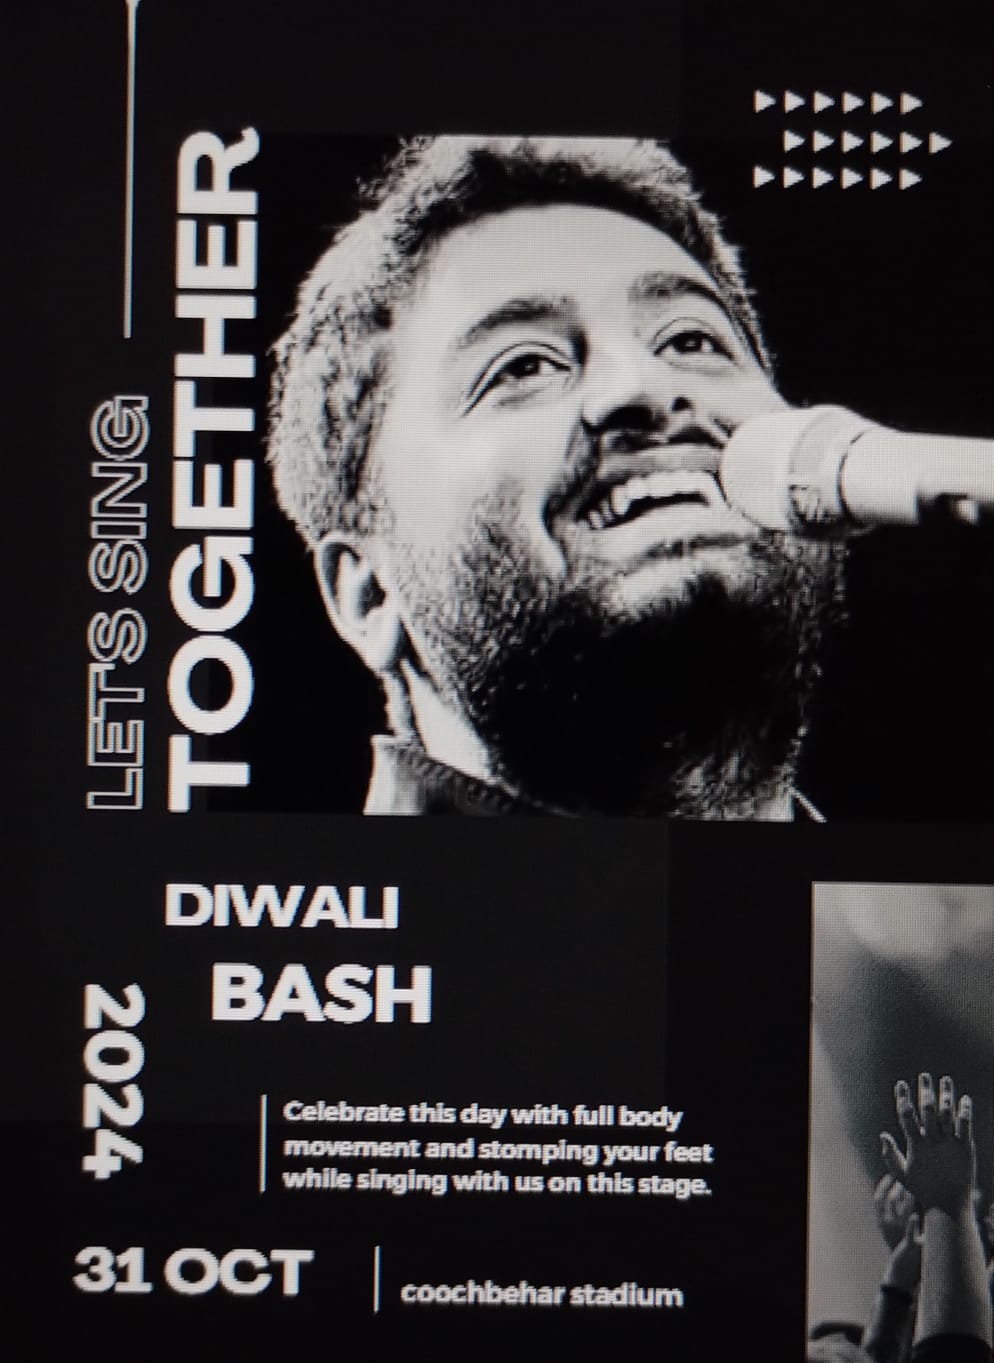 LET'S SING
TOGETHER
DIWALI
BASH
2024
Celebrate this day with full body
movement and stomping your feet
while singing with us on this stage.
31 OCT
coochbehar stadium